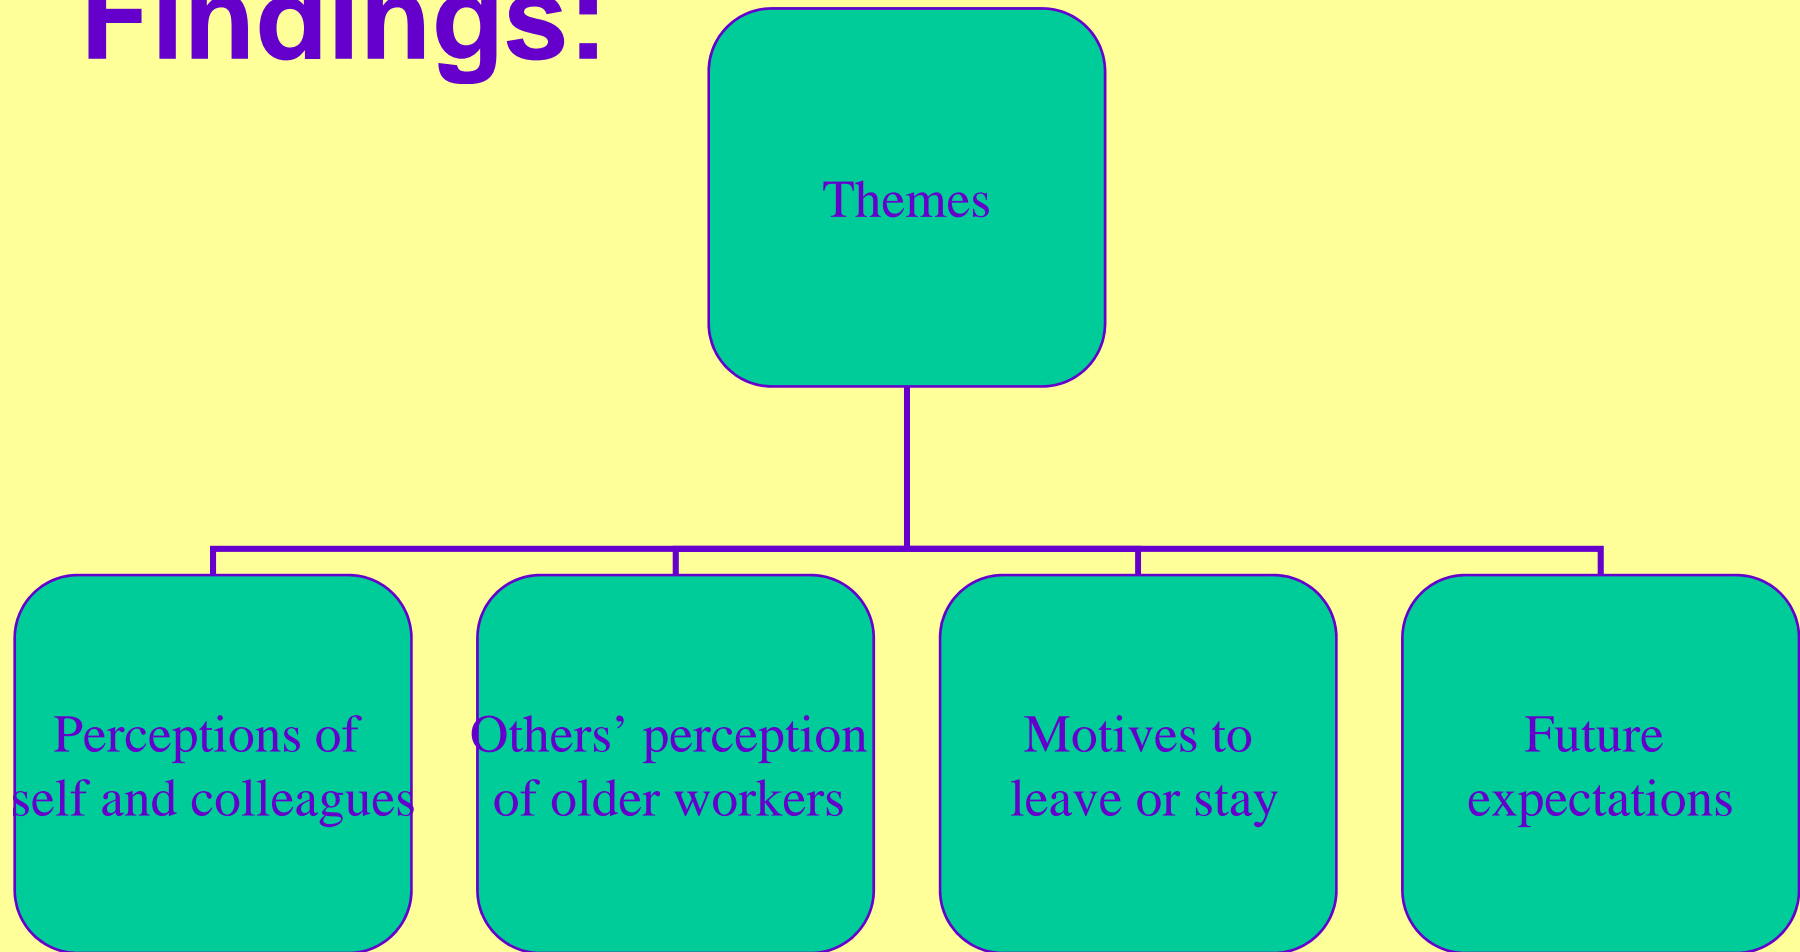 Findings:
Themes
Perceptions of
self and colleagues
Others’ perception
of older workers
Motives to
leave or stay
Future
expectations